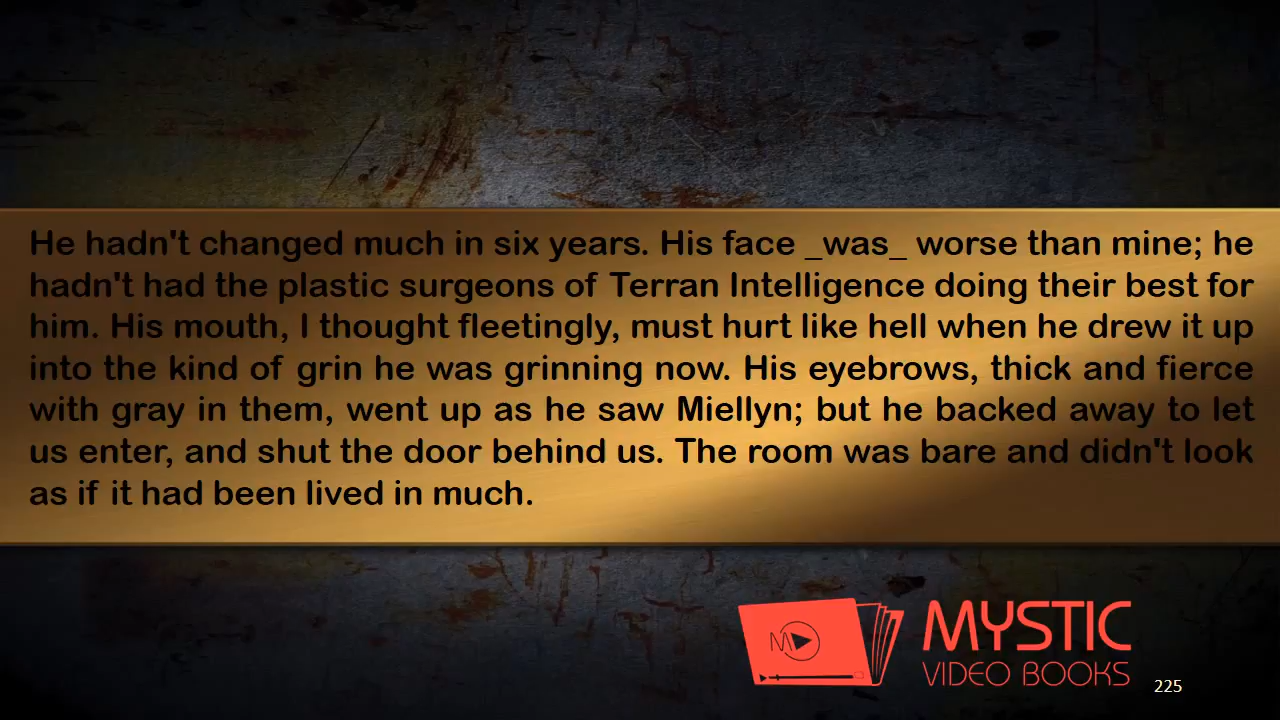 He hadn't changed much in six years. His face _was_ worse than mine; he
hadn't had the plastic surgeons of Terran Intelligence doing their best for
him. His mouth, I thought fleetingly, must hurt like hell when he drew it up
into the kind of grin he was grinning now. His eyebrows, thick and fierce
with gray in them, went up as he saw Miellyn; but he backed away to let
us enter, and shut the door behind us. The room was bare and didn't look
as if it had been lived in much.
M
MYSTIC
VIDEO BOOKS
225